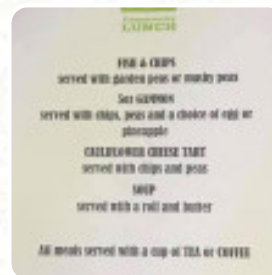 LUNCH
FISH & CHIPS
served with garden peas or mushy peas
5oz GAMMON
served with chips, peas and a choice of egg or
pineapple
CAULIFLOWER CHEESE TART
served with chips and peas
SOUP
served with a roll and butter
All meals served with a cup of TEA or COFFEE